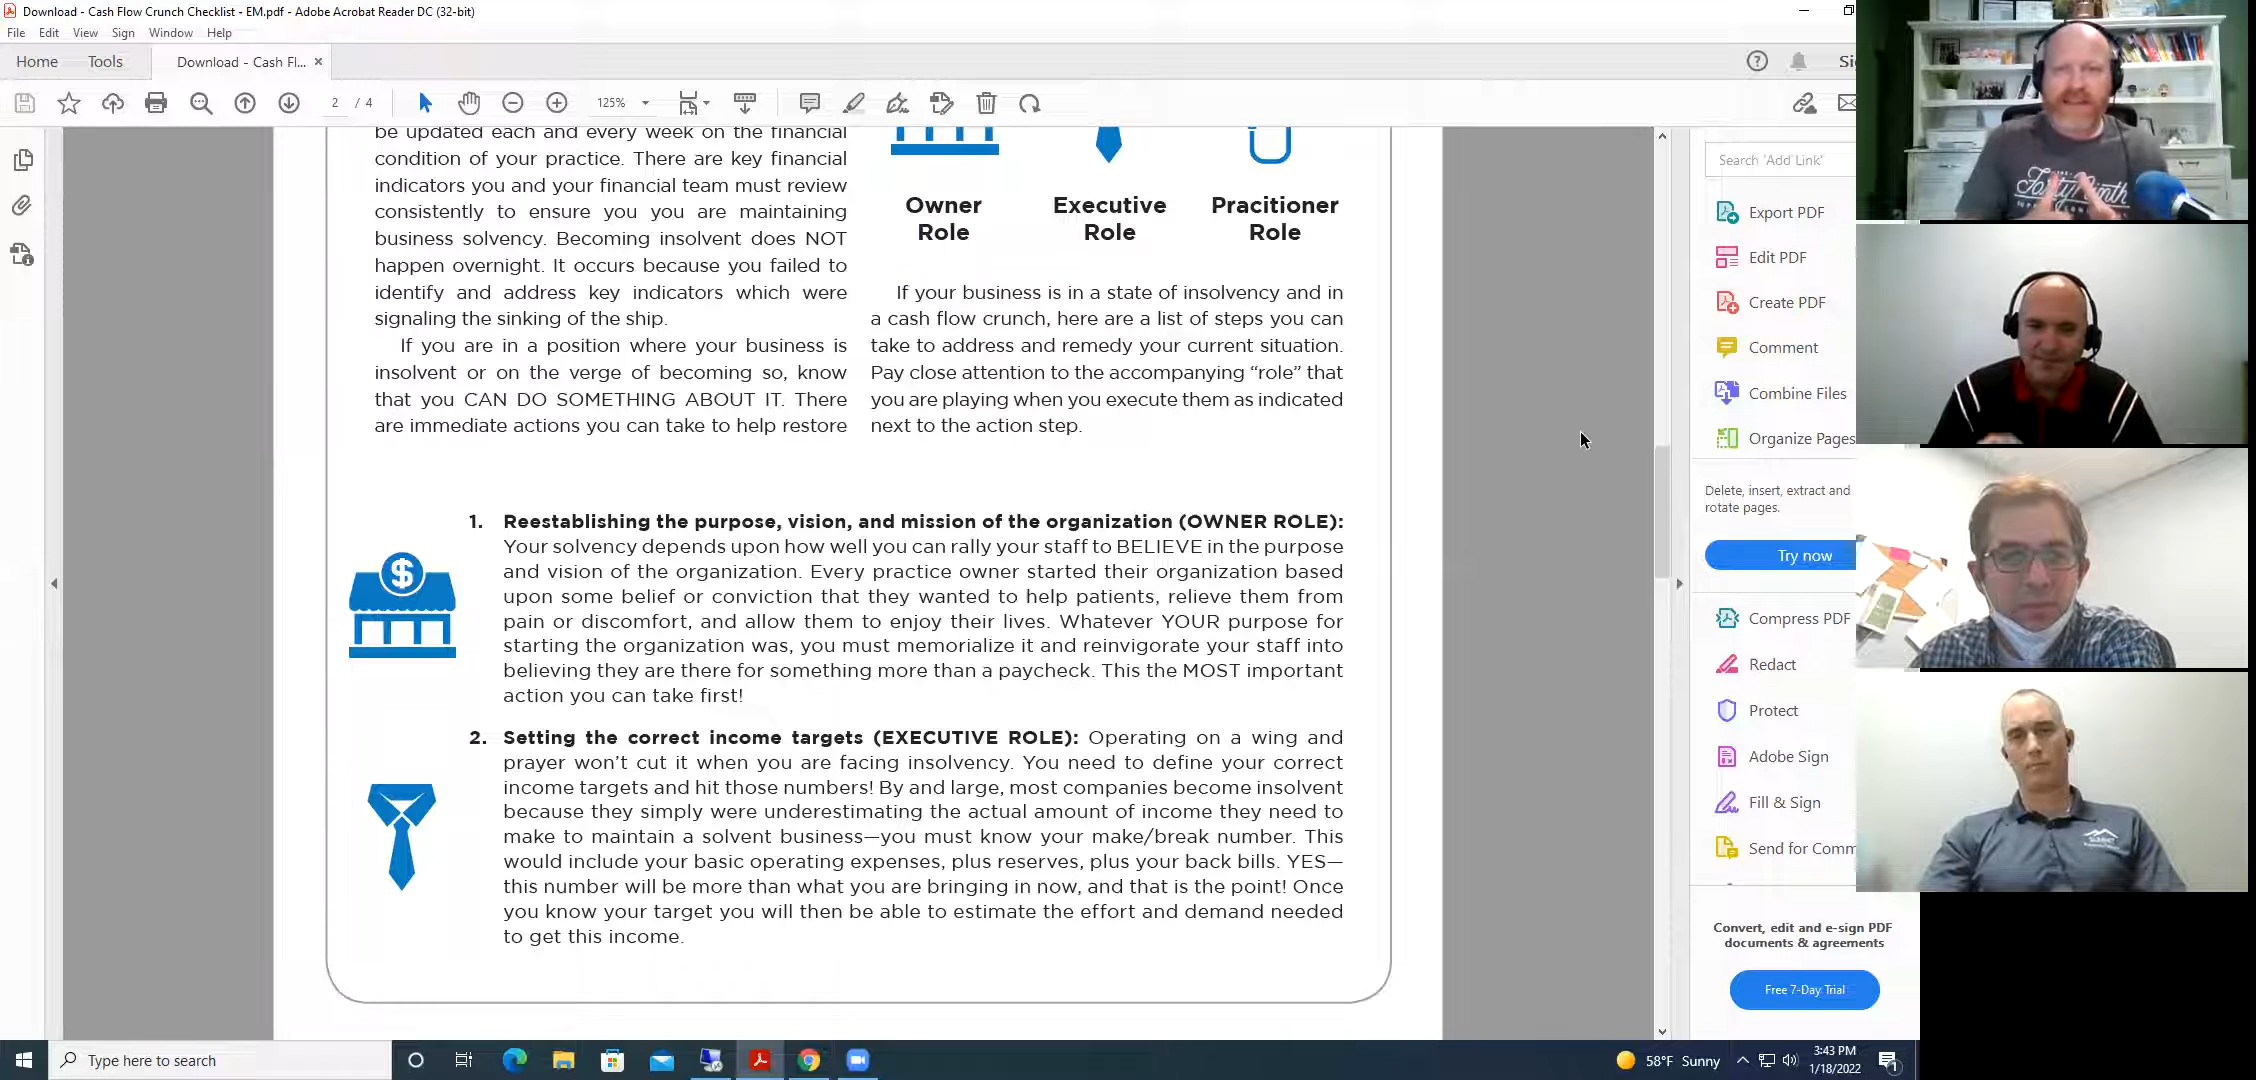 Download - Cash Flow Crunch Checklist - EM.pdf - Adobe Acrobat Reader DC (32-bit)
File Edit View Sign Window Help
Home Tools Download - Cash Fl... ×
2 / 4 125%
be updated each and every week on the financial
condition of your practice. There are key financial
indicators you and your financial team must review
consistently to ensure you you are maintaining
business solvency. Becoming insolvent does NOT
happen overnight. It occurs because you failed to
identify and address key indicators which were
signaling the sinking of the ship.
If you are in a position where your business is
insolvent or on the verge of becoming so, know
that you CAN DO SOMETHING ABOUT IT. There
are immediate actions you can take to help restore
Owner Role
Executive Role
Pracitioner Role
If your business is in a state of insolvency and in
a cash flow crunch, here are a list of steps you can
take to address and remedy your current situation.
Pay close attention to the accompanying “role” that
you are playing when you execute them as indicated
next to the action step.
1. Reestablishing the purpose, vision, and mission of the organization (OWNER ROLE):
Your solvency depends upon how well you can rally your staff to BELIEVE in the purpose
and vision of the organization. Every practice owner started their organization based
upon some belief or conviction that they wanted to help patients, relieve them from
pain or discomfort, and allow them to enjoy their lives. Whatever YOUR purpose for
starting the organization was, you must memorialize it and reinvigorate your staff into
believing they are there for something more than a paycheck. This the MOST important
action you can take first!
$
2. Setting the correct income targets (EXECUTIVE ROLE): Operating on a wing and
prayer won’t cut it when you are facing insolvency. You need to define your correct
income targets and hit those numbers! By and large, most companies become insolvent
because they simply were underestimating the actual amount of income they need to
make to maintain a solvent business—you must know your make/break number. This
would include your basic operating expenses, plus reserves, plus your back bills. YES—
this number will be more than what you are bringing in now, and that is the point! Once
you know your target you will then be able to estimate the effort and demand needed
to get this income.
Search 'Add Link'
Export PDF
Edit PDF
Create PDF
Comment
Combine Files
Organize Pages
Delete, insert, extract and
rotate pages.
Try now
Compress PDF
Redact
Protect
Adobe Sign
Fill & Sign
Send for Comm
Convert, edit and e-sign PDF
documents & agreements
Free 7-Day Trial
Type here to search
58°F Sunny
3:43 PM
1/18/2022
1